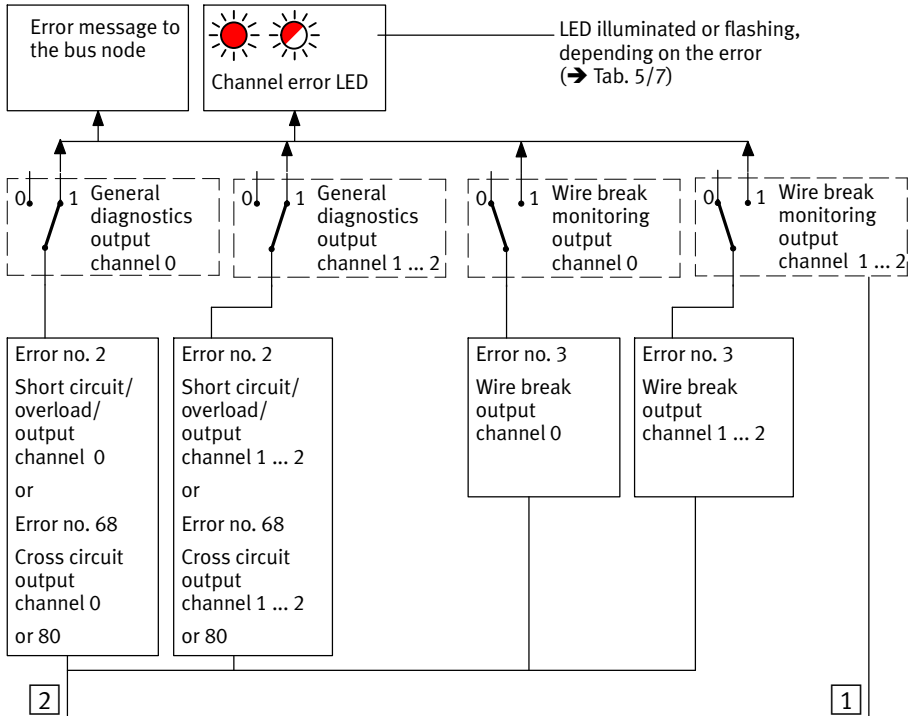 Error message to
the bus node
Channel error LED
LED illuminated or flashing,
depending on the error
(➔ Tab. 5/7)
0 1 General
diagnostics
output
channel 0
0 1 General
diagnostics
output
channel 1 ... 2
0 1 Wire break
monitoring
output
channel 0
0 1 Wire break
monitoring
output
channel 1 ... 2
Error no. 2
Short circuit/
overload/
output
channel 0
or
Error no. 68
Cross circuit
output
channel 0
or 80
Error no. 2
Short circuit/
overload/
output
channel 1 ... 2
or
Error no. 68
Cross circuit
output
channel 1 ... 2
or 80
Error no. 3
Wire break
output
channel 0
Error no. 3
Wire break
output
channel 1 ... 2
2
1